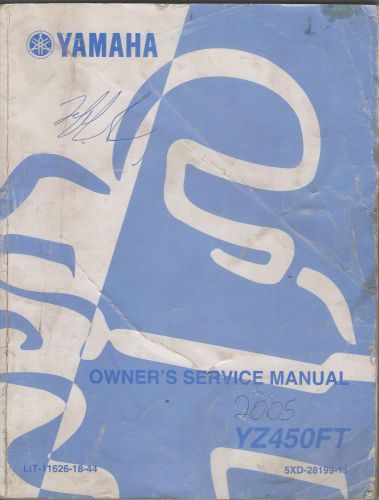 YAMAHA
OWNER'S SERVICE MANUAL
2005
YZ450FT
LIT-11626-18-44
5XD-28199-11